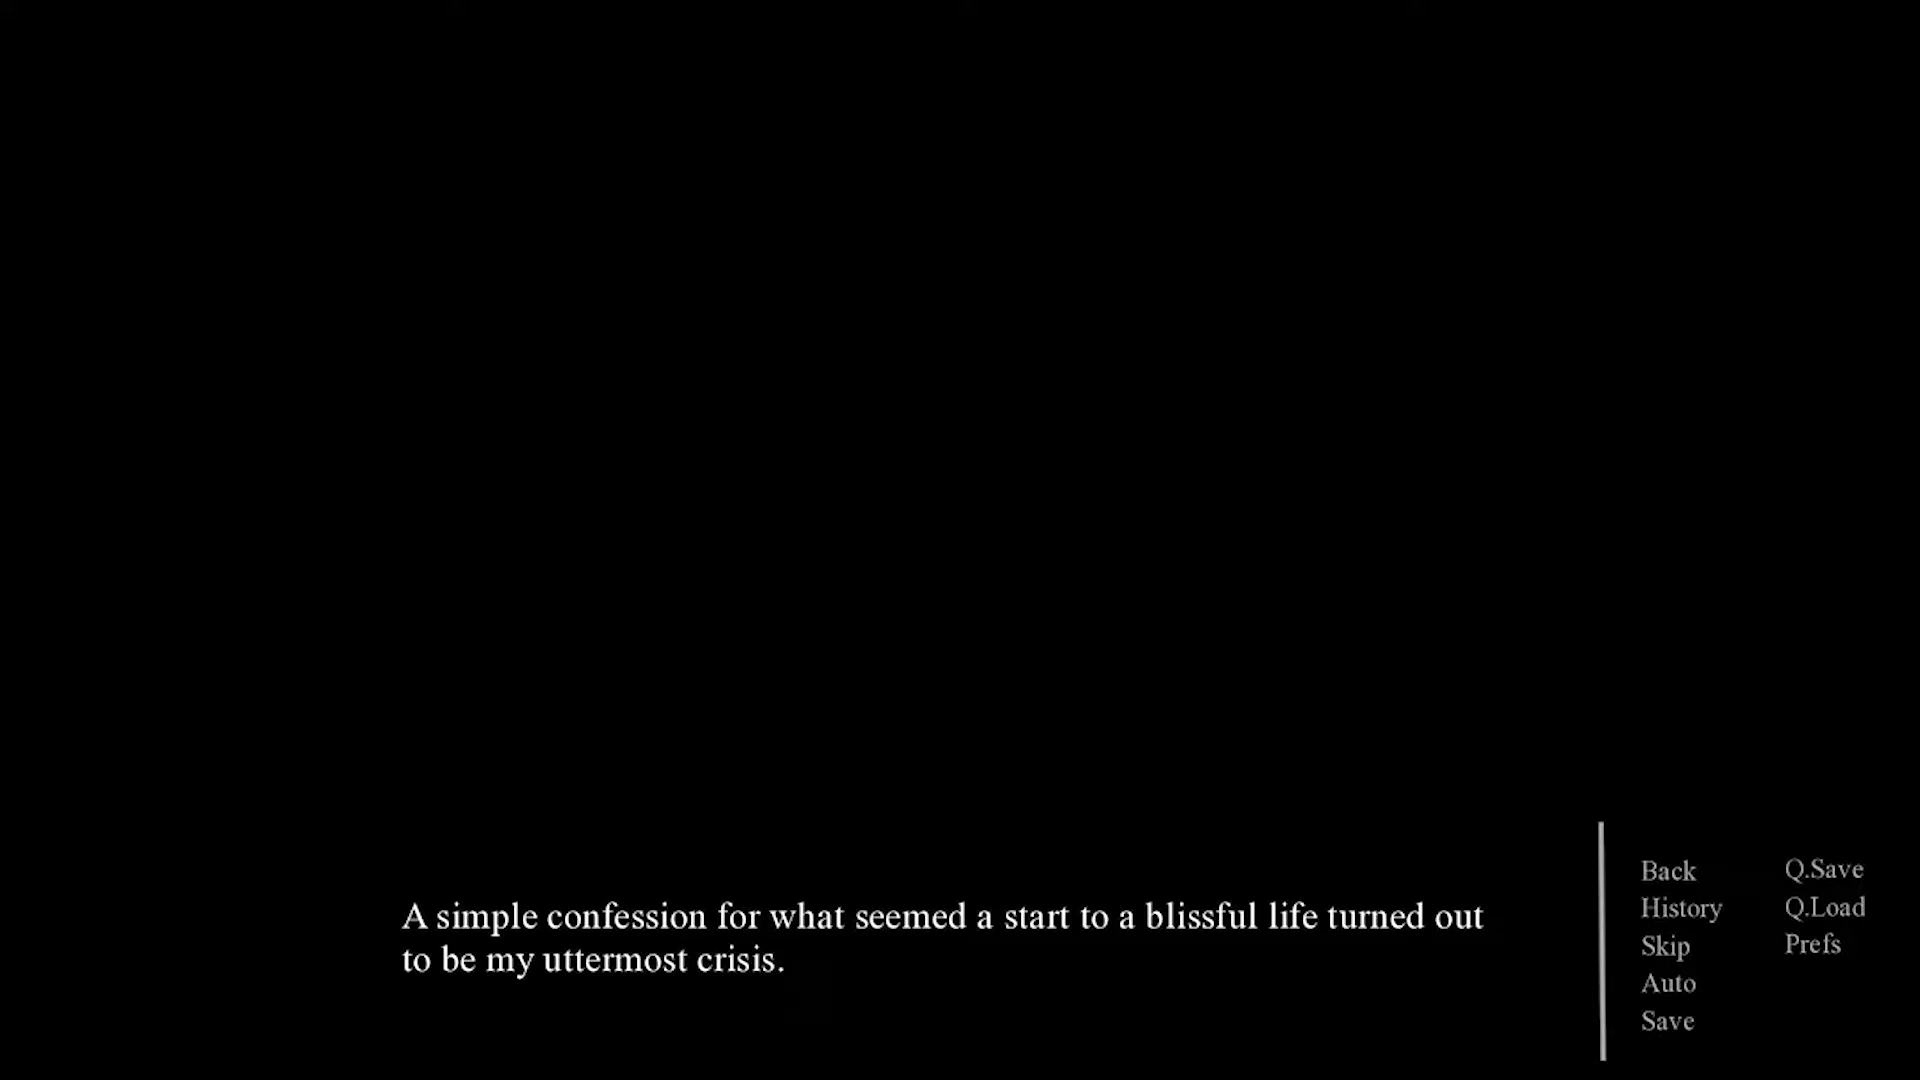 A simple confession for what seemed a start to a blissful life turned out
to be my uttermost crisis.
Back
History
Skip
Auto
Save
Q.Save
Q.Load
Prefs